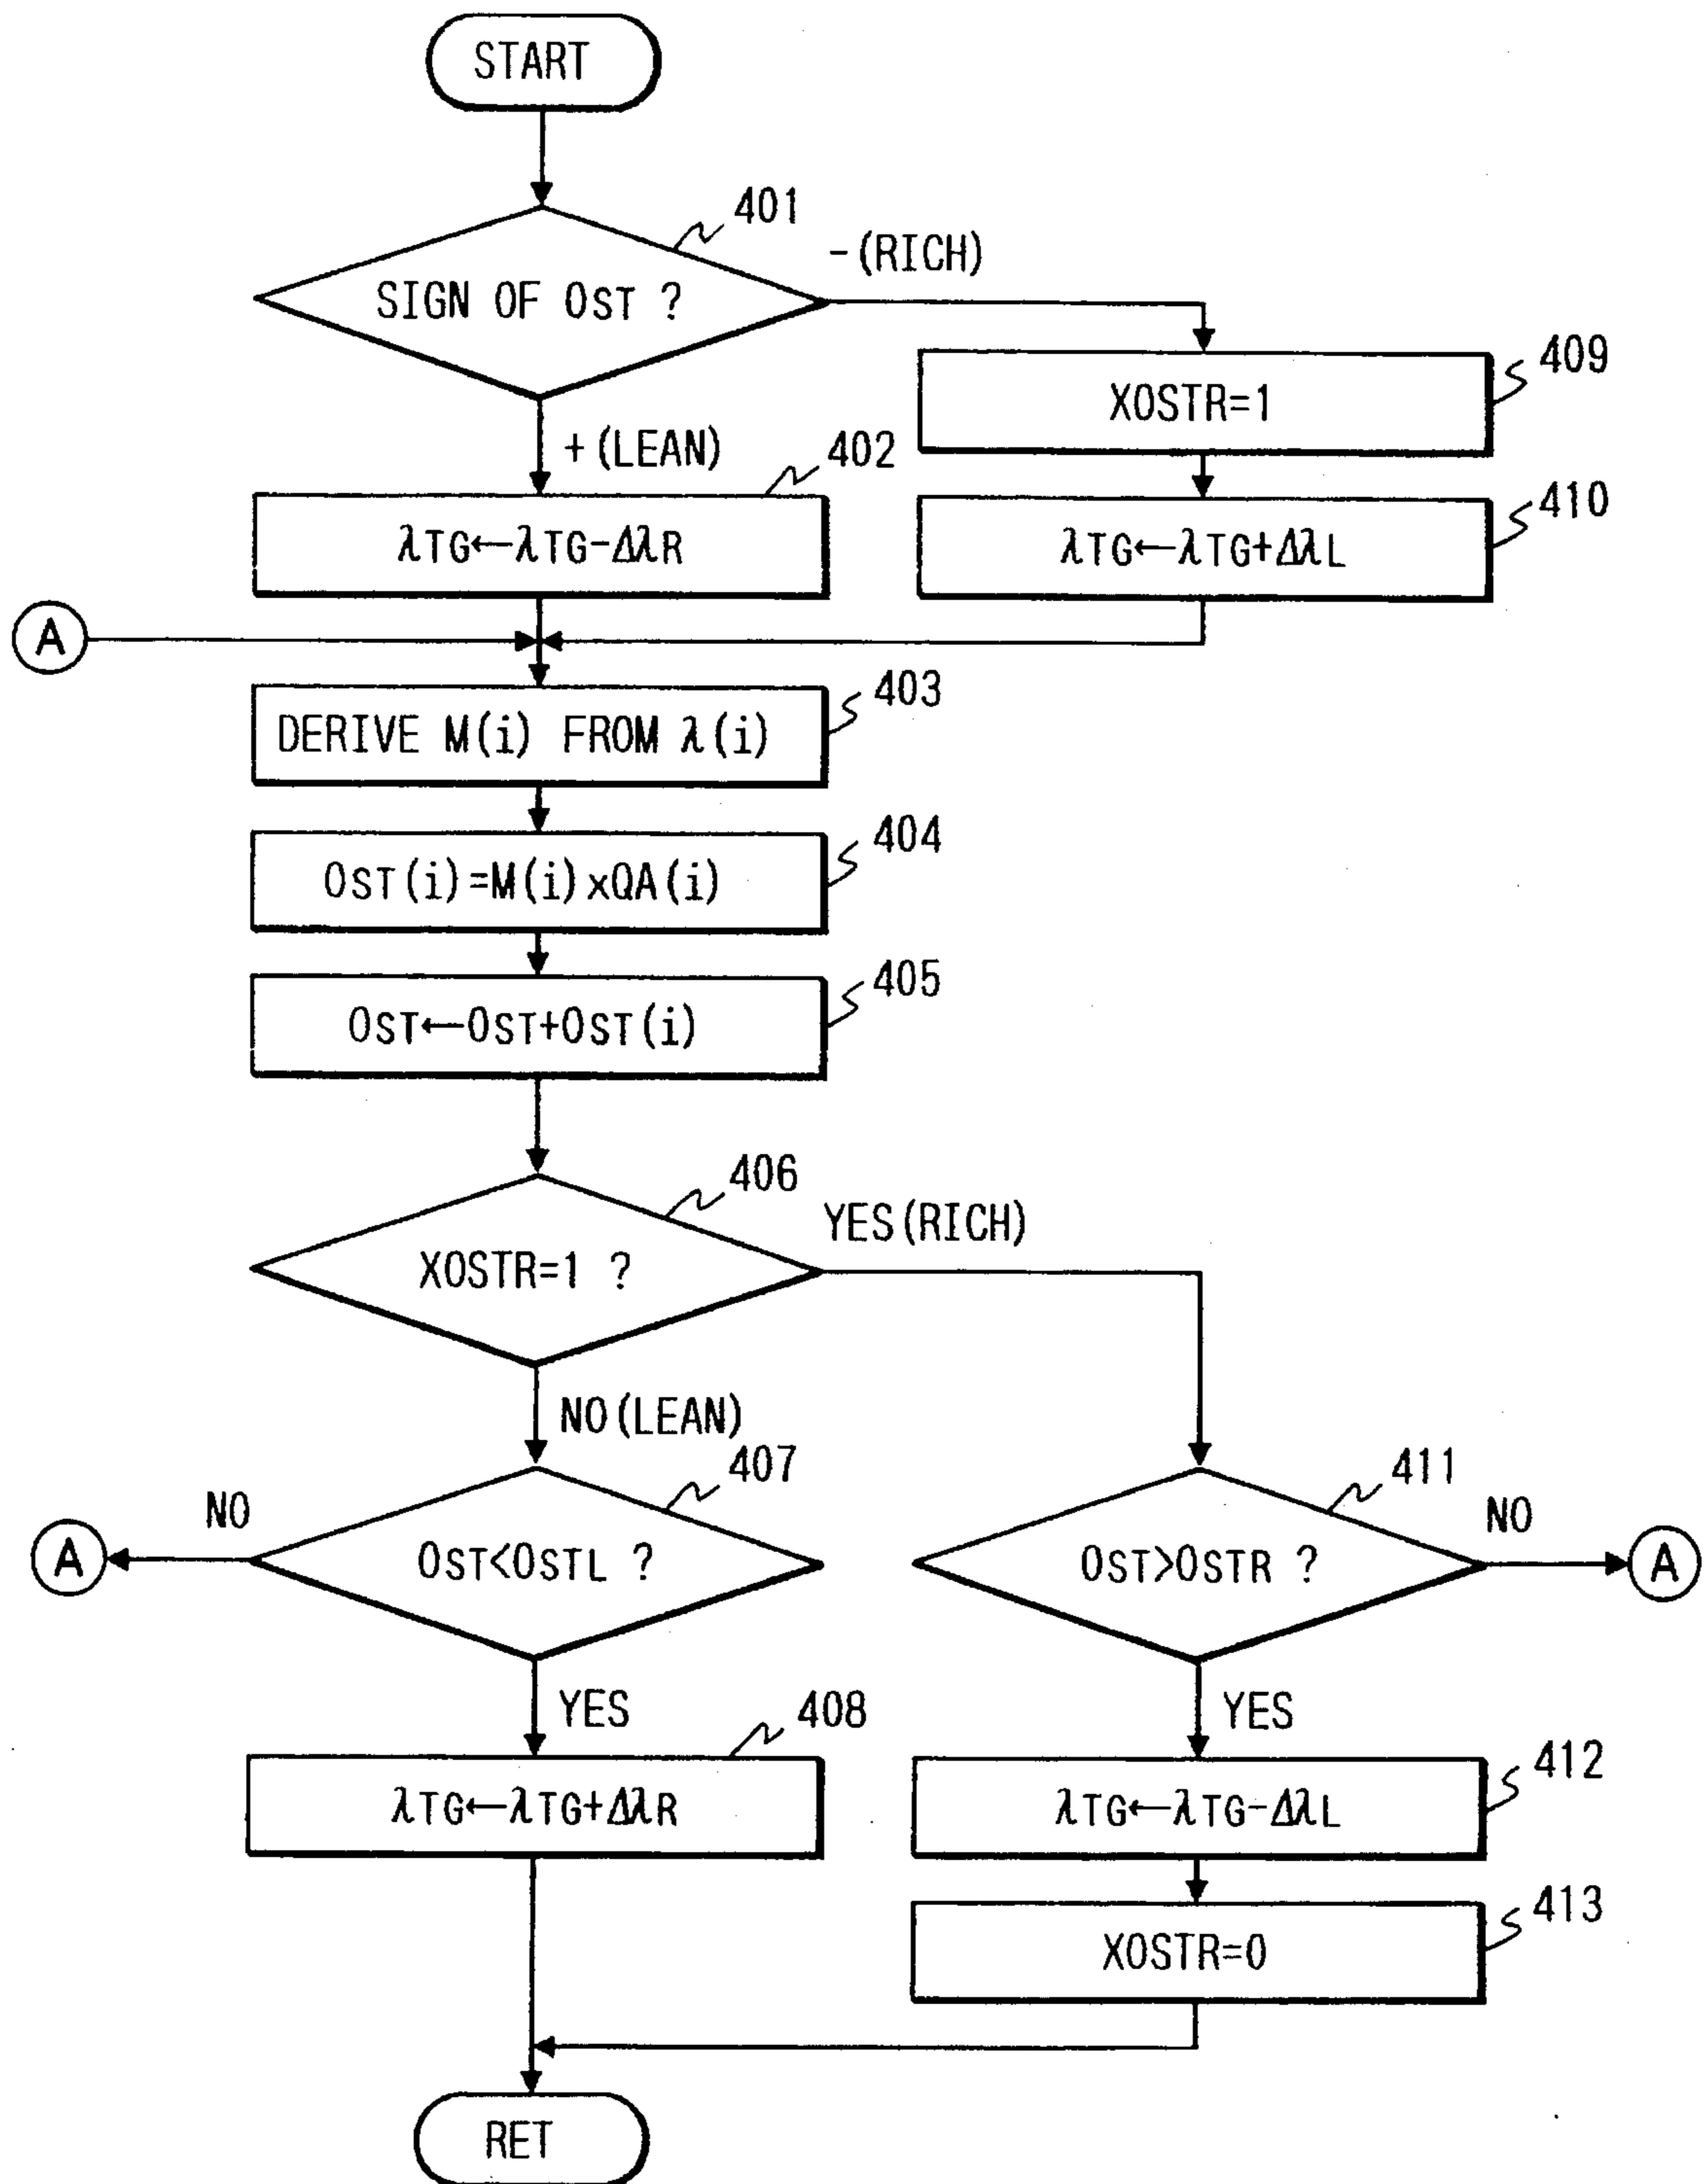 START
401
SIGN OF OST ?
-(RICH)
+(LEAN)
409
XOSTR=1
402
λTG←λTG-ΔλR
410
λTG←λTG+ΔλL
A
403
DERIVE M(i) FROM λ(i)
404
OST(i)=M(i)xQA(i)
405
OST←OST+OST(i)
406
XOSTR=1 ?
YES(RICH)
NO(LEAN)
407
OST<OSTL ?
NO
A
411
OST>OSTR ?
NO
A
YES
408
λTG←λTG+ΔλR
YES
412
λTG←λTG-ΔλL
413
XOSTR=0
RET